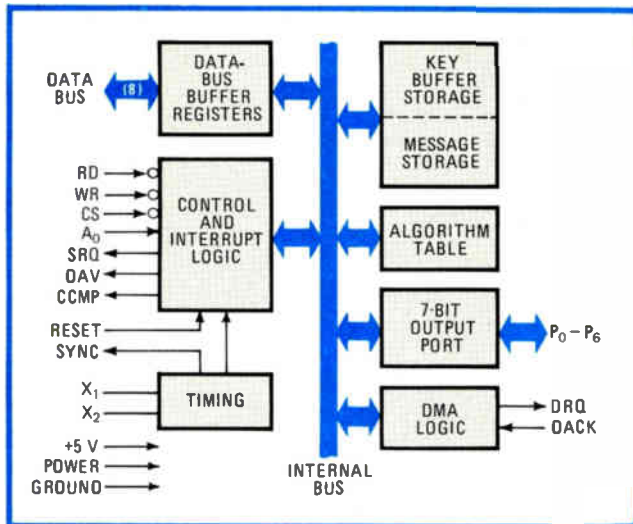 DATA BUS
(8)
DATA-
BUS
BUFFER
REGISTERS
KEY
BUFFER
STORAGE
MESSAGE
STORAGE
RD
WR
CS
A₀
SRQ
OAV
CCMP
CONTROL
AND
INTERRUPT
LOGIC
ALGORITHM
TABLE
RESET
SYNC
7-BIT
OUTPUT
PORT
P₀ – P₆
X₁
X₂
TIMING
DMA
LOGIC
DRQ
DACK
+5 V
POWER
GROUND
INTERNAL
BUS